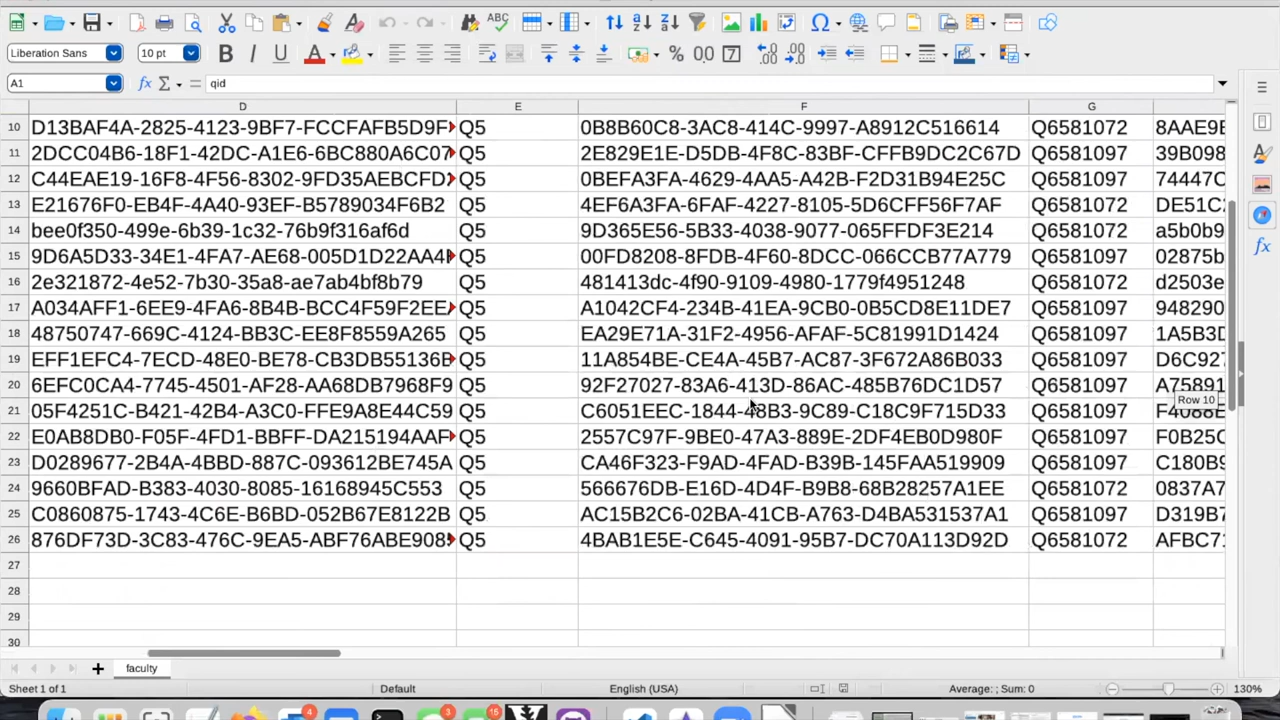 Liberation Sans 10 pt B I U A % 0.0 7
A1 fx Σ = qid
D E F G
10 D13BAF4A-2825-4123-9BF7-FCCFAFB5D9F Q5 0B8B60C8-3AC8-414C-9997-A8912C516614 Q6581072 8AAE9E
11 2DCC04B6-18F1-42DC-A1E6-6BC880A6C07 Q5 2E829E1E-D5DB-4F8C-83BF-CFFB9DC2C67D Q6581097 39B098
12 C44EAE19-16F8-4F56-8302-9FD35AEBCFD Q5 0BEFA3FA-4629-4AA5-A42B-F2D31B94E25C Q6581097 74447C
13 E21676F0-EB4F-4A40-93EF-B5789034F6B2 Q5 4EF6A3FA-6FAF-4227-8105-5D6CFF56F7AF Q6581072 DE51C
14 bee0f350-499e-6b39-1c32-76b9f316af6d Q5 9D365E56-5B33-4038-9077-065FFDF3E214 Q6581072 a5b0b9
15 9D6A5D33-34E1-4FA7-AE68-005D1D22AA4 Q5 00FD8208-8FDB-4F60-8DCC-066CCB77A779 Q6581097 02875b
16 2e321872-4e52-7b30-35a8-ae7ab4bf8b79 Q5 481413dc-4f90-9109-4980-1779f4951248 Q6581072 d2503e
17 A034AFF1-6EE9-4FA6-8B4B-BCC4F59F2EE Q5 A1042CF4-234B-41EA-9CB0-0B5CD8E11DE7 Q6581097 948290
18 48750747-669C-4124-BB3C-EE8F8559A265 Q5 EA29E71A-31F2-4956-AFAF-5C81991D1424 Q6581097 1A5B3D
19 EFF1EFC4-7ECD-48E0-BE78-CB3DB55136B Q5 11A854BE-CE4A-45B7-AC87-3F672A86B033 Q6581097 D6C927
20 6EFC0CA4-7745-4501-AF28-AA68DB7968F9 Q5 92F27027-83A6-413D-86AC-485B76DC1D57 Q6581097 A75891
21 05F4251C-B421-42B4-A3C0-FFE9A8E44C59 Q5 C6051EEC-1844-43B3-9C89-C18C9F715D33 Q6581097 F4088E
Row 10
22 E0AB8DB0-F05F-4FD1-BBFF-DA215194AAF Q5 2557C97F-9BE0-47A3-889E-2DF4EB0D980F Q6581097 F0B25C
23 D0289677-2B4A-4BBD-887C-093612BE745A Q5 CA46F323-F9AD-4FAD-B39B-145FAA519909 Q6581097 C180B9
24 9660BFAD-B383-4030-8085-16168945C553 Q5 566676DB-E16D-4D4F-B9B8-68B28257A1EE Q6581072 0837A7
25 C0860875-1743-4C6E-B6BD-052B67E8122B Q5 AC15B2C6-02BA-41CB-A763-D4BA531537A1 Q6581072 D319B7
26 876DF73D-3C83-476C-9EA5-ABF76ABE908 Q5 4BAB1E5E-C645-4091-95B7-DC70A113D92D Q6581072 AFBC7
27
28
29
30
faculty
Sheet 1 of 1 Default English (USA) Average: ; Sum: 0 130%
4 3 15